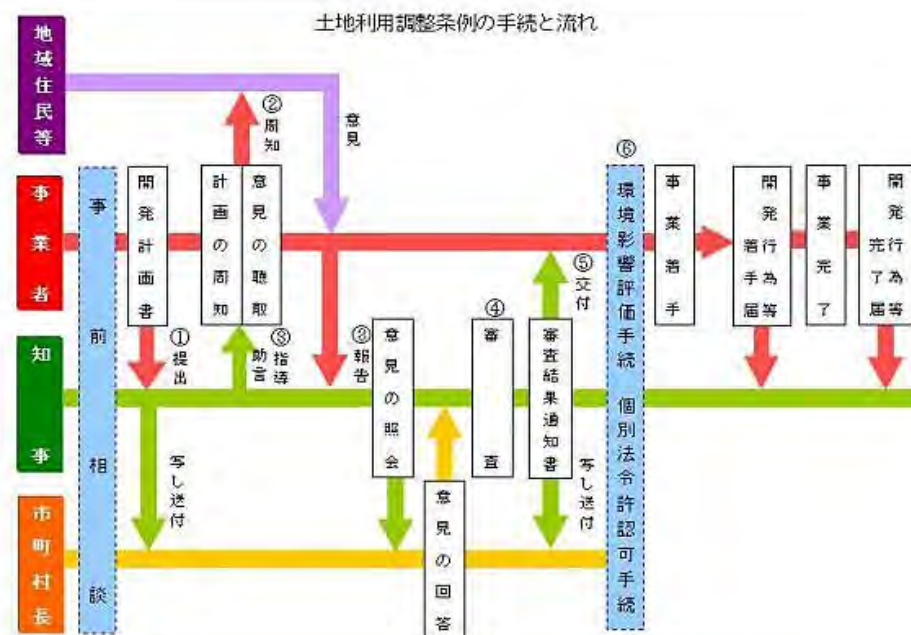 土地利用調整条例の手続と流れ
地域住民等
事業者
知事
市町村長
事前相談
開発計画書
①提出
写し送付
計画の周知
意見の聴取
②周知
助言
③指導
意見
③報告
意見の照会
意見の回答
④
審査
審査結果通知書
⑤交付
写し送付
⑥
環境影響評価手続 個別法令許認可手続
事業着手
開発行為等
着手届
事業完了
開発行為等
完了届